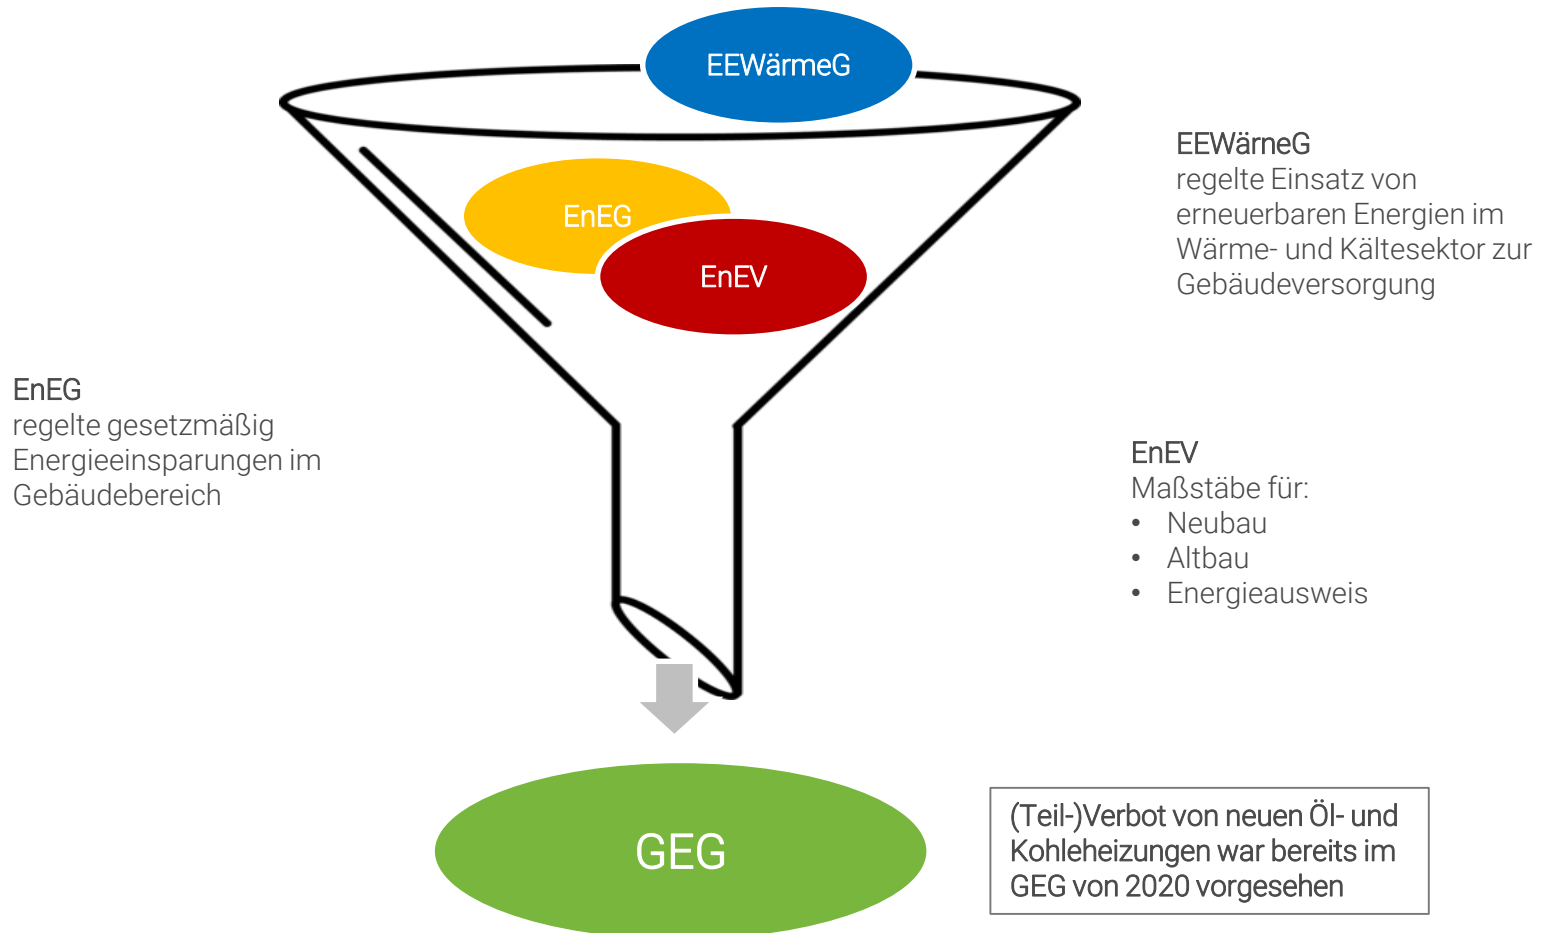 EEWärmeG
EnEG
EnEV
EEWärneG
regelte Einsatz von
erneuerbaren Energien im
Wärme- und Kältesektor zur
Gebäudeversorgung
EnEG
regelte gesetzmäßig
Energieeinsparungen im
Gebäudebereich
EnEV
Maßstäbe für:
• Neubau
• Altbau
• Energieausweis
GEG
(Teil-)Verbot von neuen Öl- und
Kohleheizungen war bereits im
GEG von 2020 vorgesehen